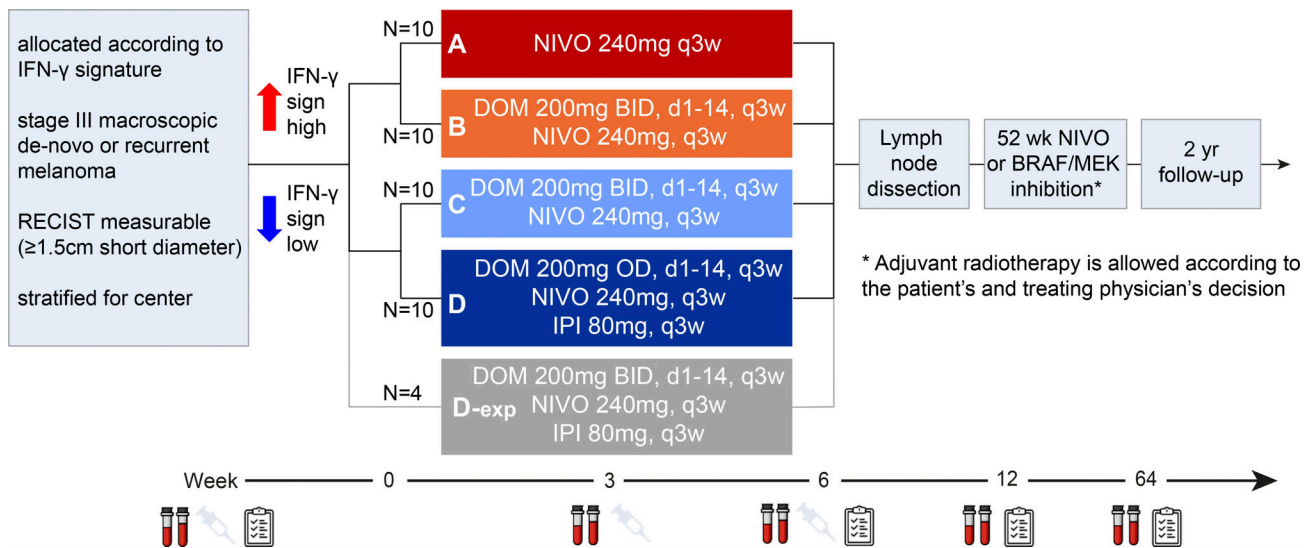 allocated according to
IFN-γ signature
stage III macroscopic
de-novo or recurrent
melanoma
RECIST measurable
(≥1.5cm short diameter)
stratified for center
IFN-γ
sign
high
IFN-γ
sign
low
N=10
A
NIVO 240mg q3w
N=10
B
DOM 200mg BID, d1-14, q3w
NIVO 240mg, q3w
N=10
C
DOM 200mg BID, d1-14, q3w
NIVO 240mg, q3w
N=10
D
DOM 200mg OD, d1-14, q3w
NIVO 240mg, q3w
IPI 80mg, q3w
N=4
D-exp
DOM 200mg BID, d1-14, q3w
NIVO 240mg, q3w
IPI 80mg, q3w
Lymph
node
dissection
52 wk NIVO
or BRAF/MEK
inhibition*
2 yr
follow-up
* Adjuvant radiotherapy is allowed according to
the patient's and treating physician's decision
Week 0 3 6 12 64